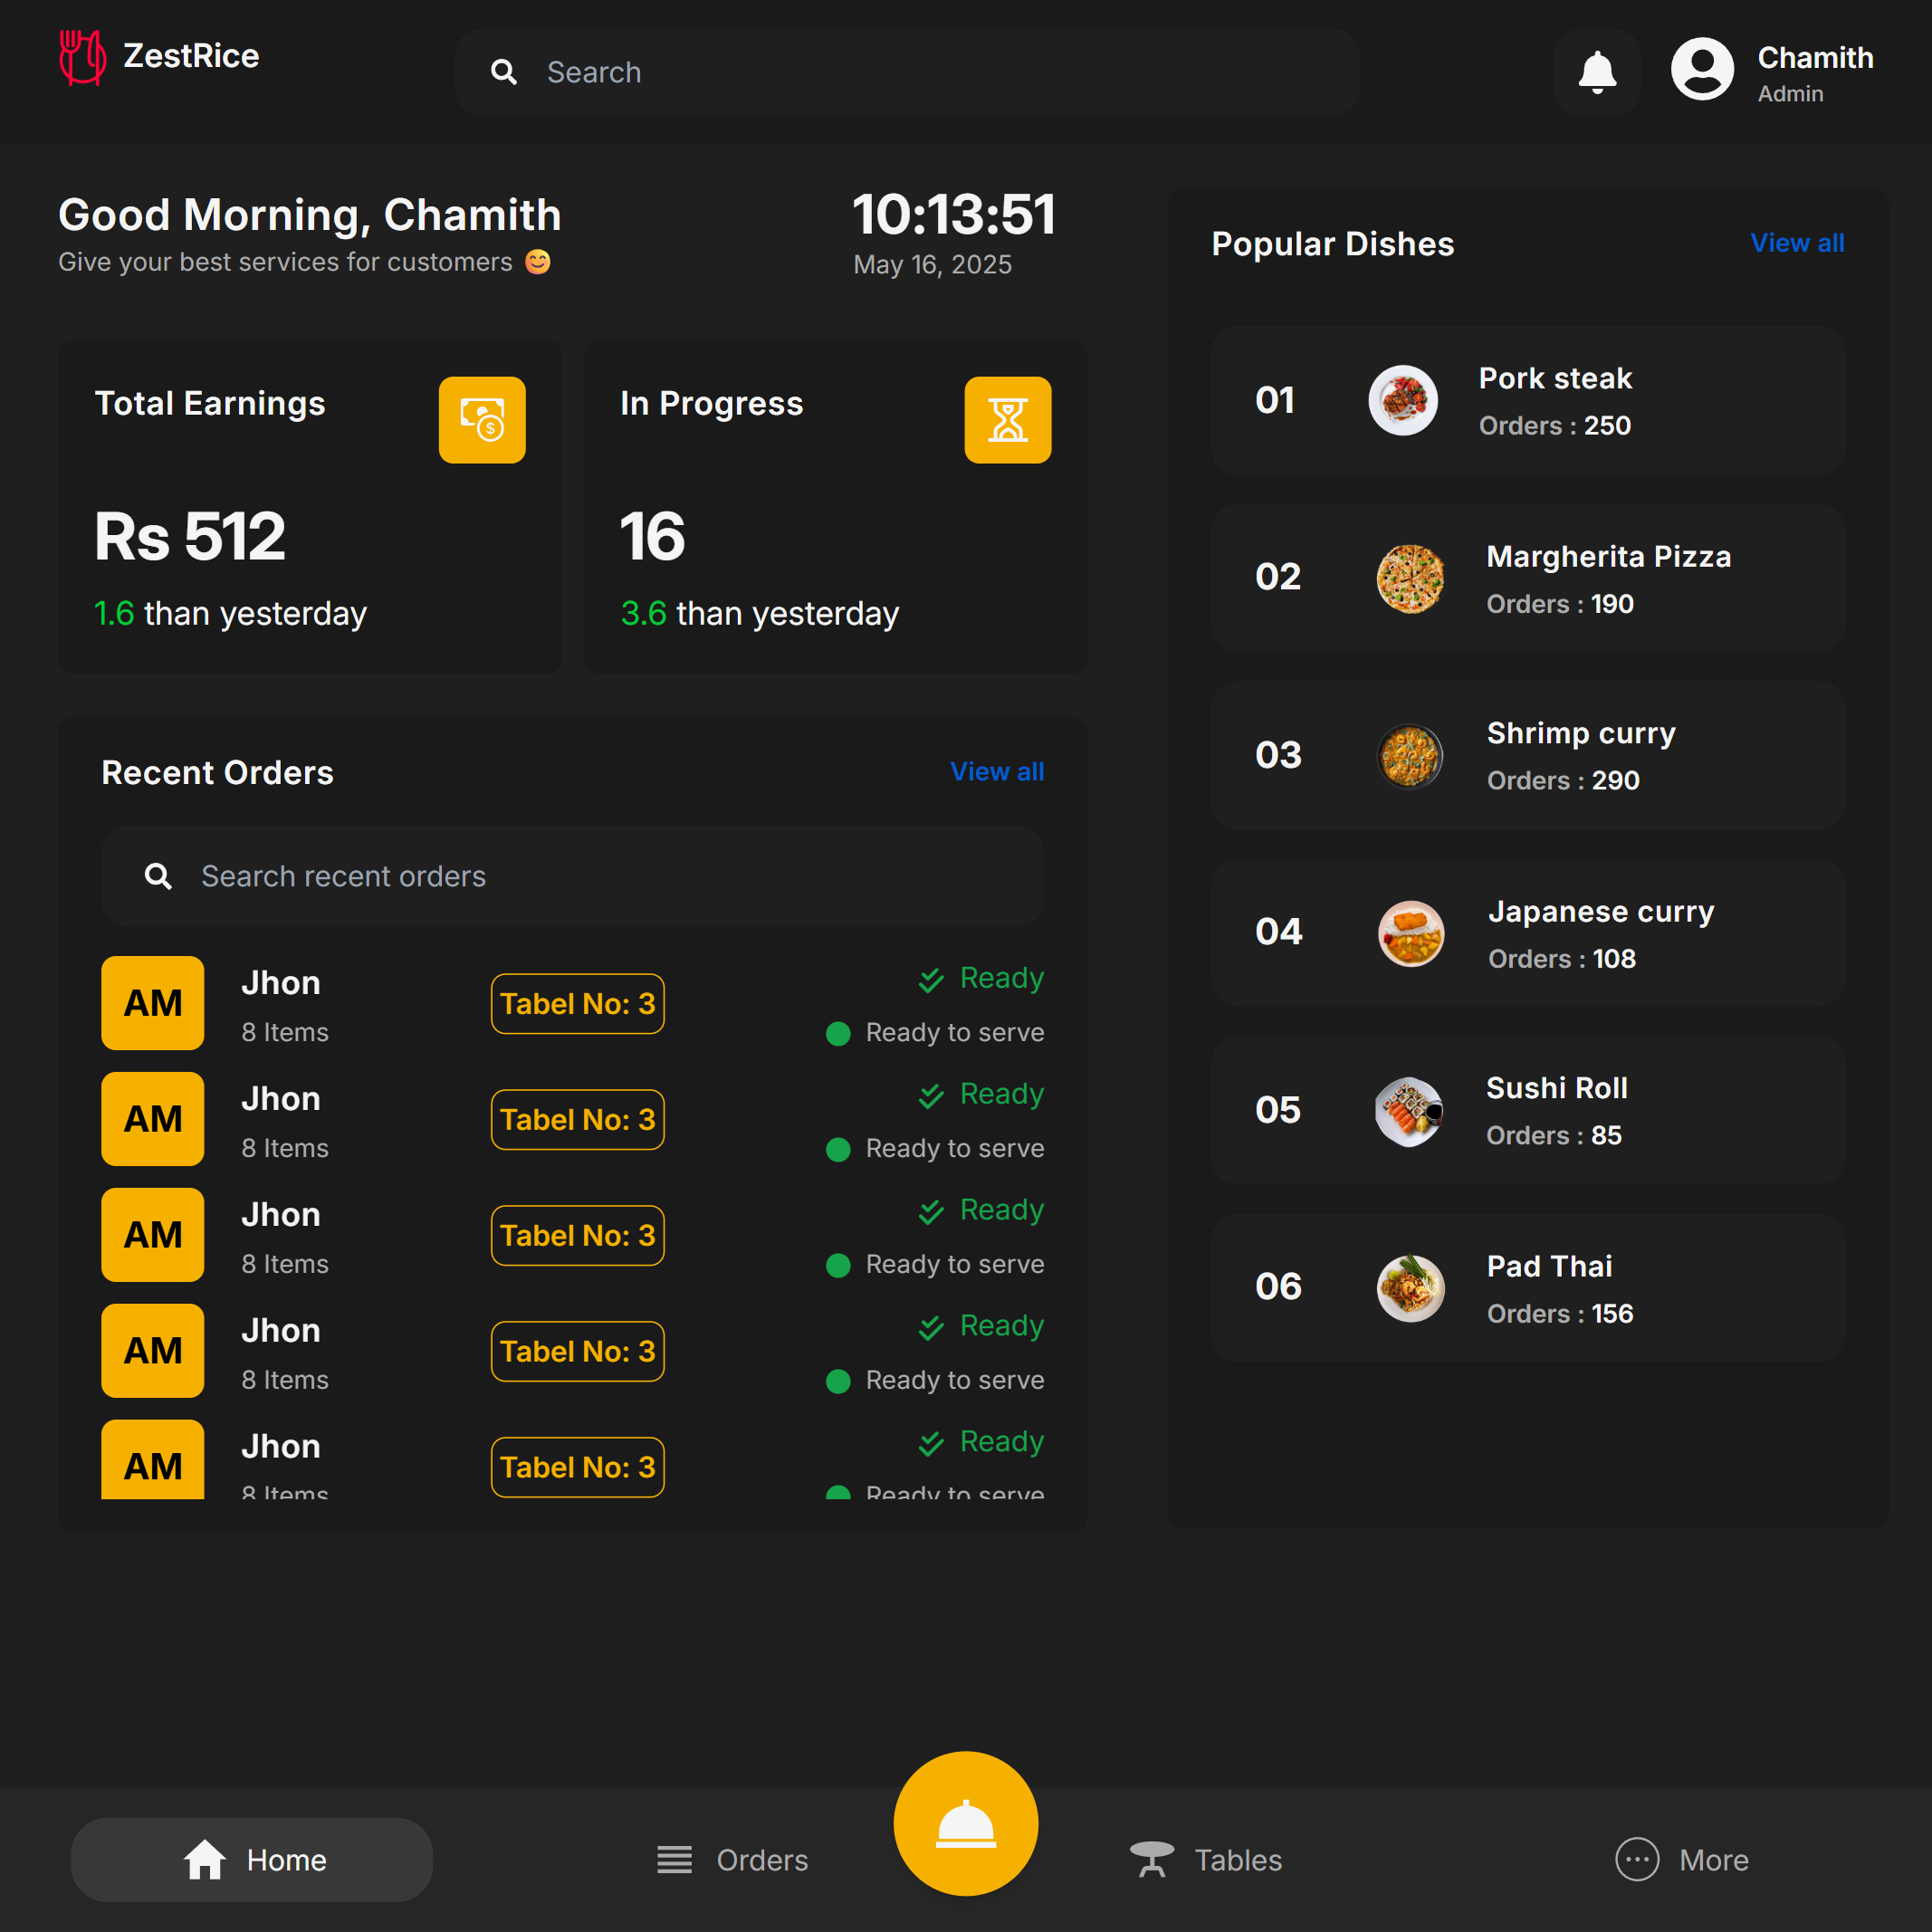 ZestRice
Search
Chamith
Admin
Good Morning, Chamith
Give your best services for customers 😊
10:13:51
May 16, 2025
Total Earnings
$
Rs 512
1.6 than yesterday
In Progress
16
3.6 than yesterday
Recent Orders
View all
Search recent orders
AM
Jhon
8 Items
Tabel No: 3
Ready
Ready to serve
AM
Jhon
8 Items
Tabel No: 3
Ready
Ready to serve
AM
Jhon
8 Items
Tabel No: 3
Ready
Ready to serve
AM
Jhon
8 Items
Tabel No: 3
Ready
Ready to serve
AM
Jhon
8 Items
Tabel No: 3
Ready
Ready to serve
Popular Dishes
View all
01
Pork steak
Orders : 250
02
Margherita Pizza
Orders : 190
03
Shrimp curry
Orders : 290
04
Japanese curry
Orders : 108
05
Sushi Roll
Orders : 85
06
Pad Thai
Orders : 156
Home
Orders
Tables
More